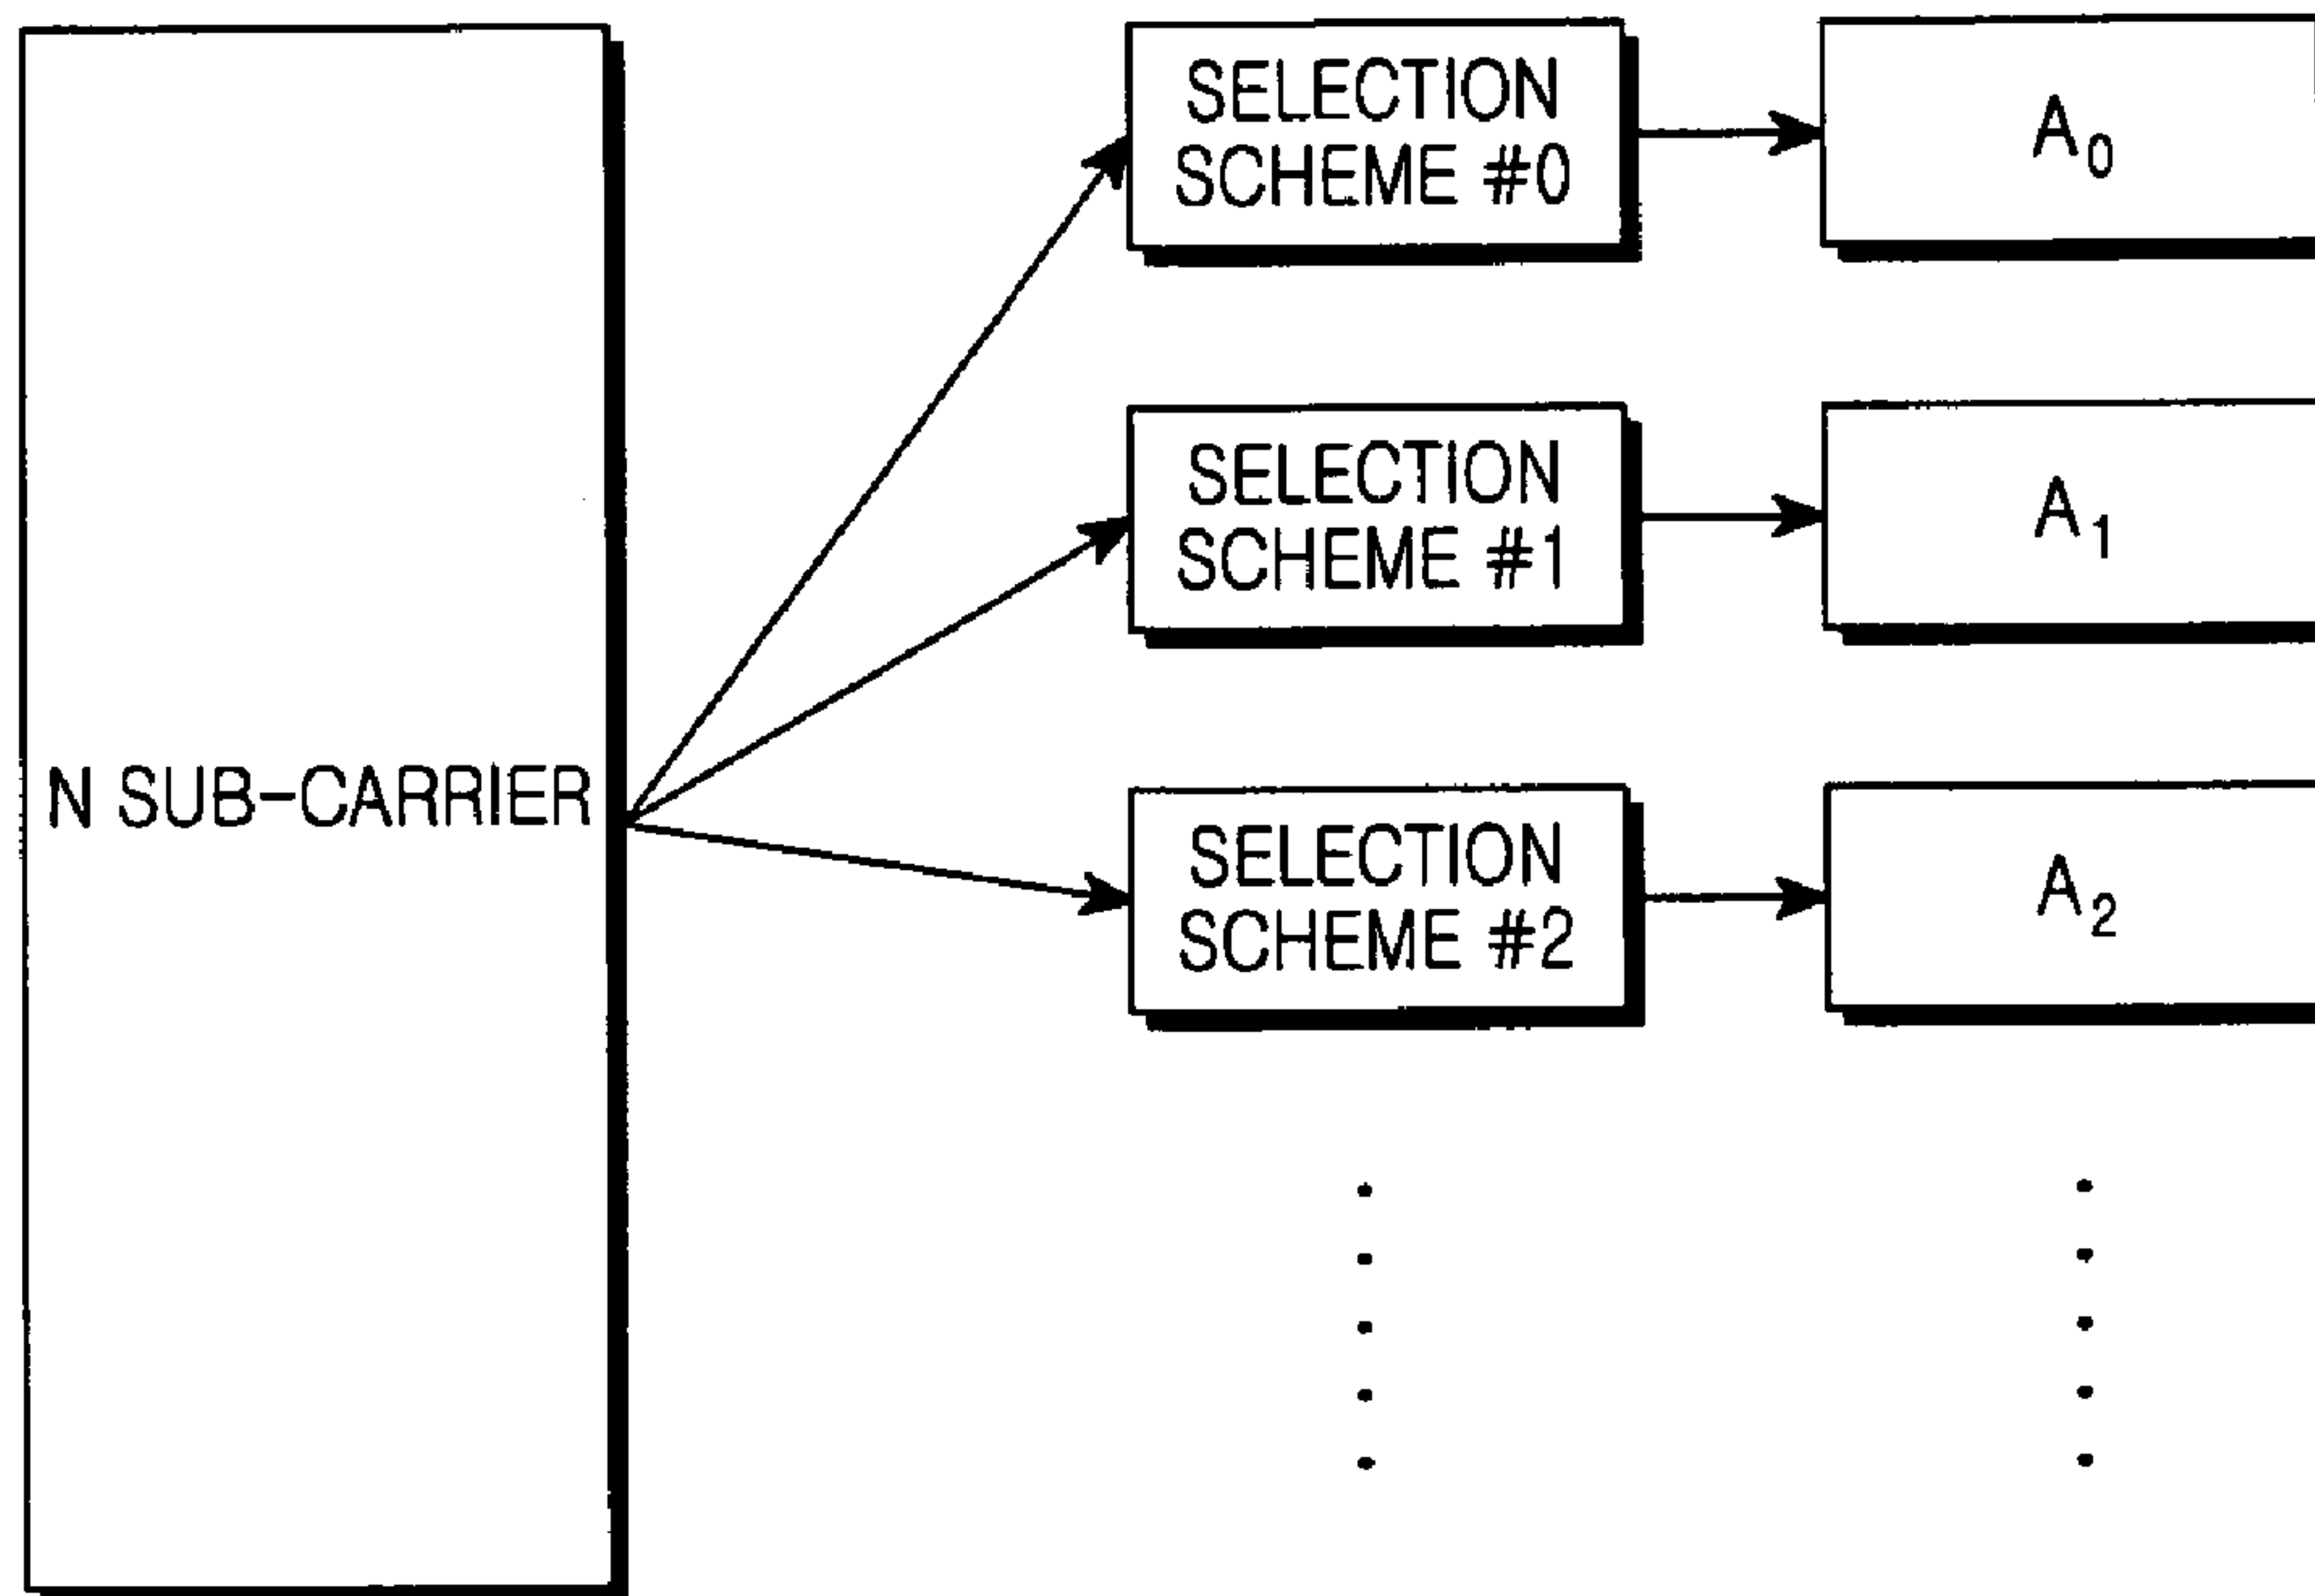 N SUB-CARRIER
SELECTION
SCHEME #0
A₀
SELECTION
SCHEME #1
A₁
SELECTION
SCHEME #2
A₂